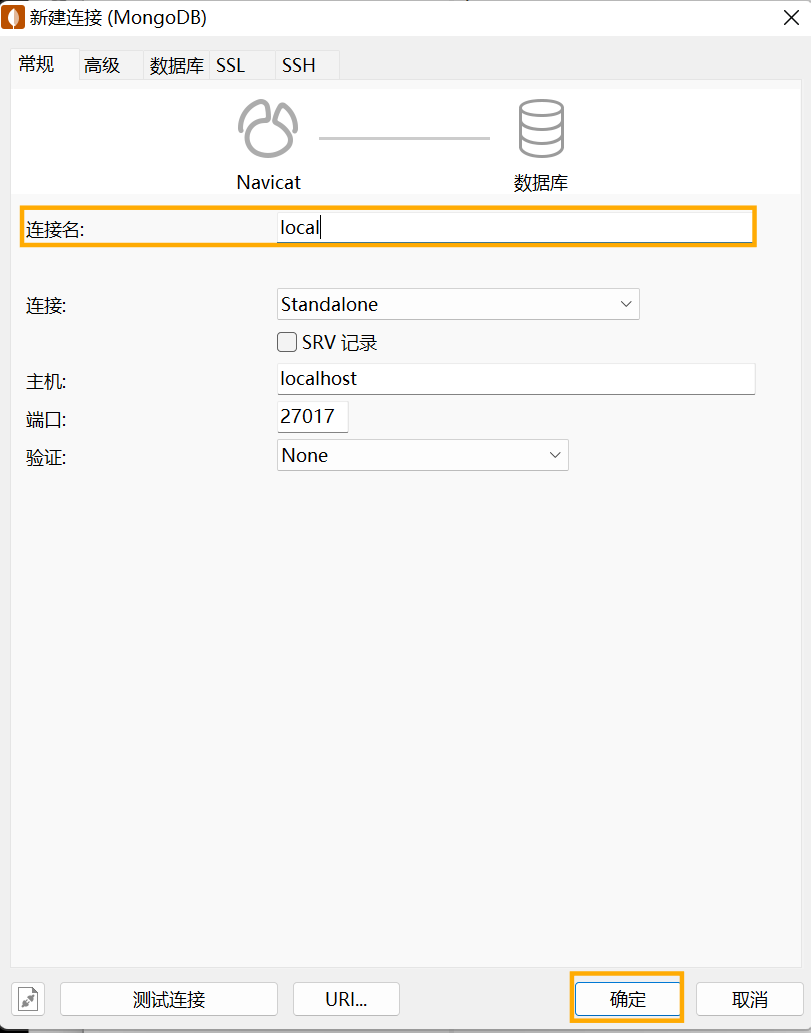 新建连接 (MongoDB)
常规 高级 数据库 SSL SSH
Navicat 数据库
连接名: local
连接: Standalone
SRV 记录
主机: localhost
端口: 27017
验证: None
测试连接 URI... 确定 取消